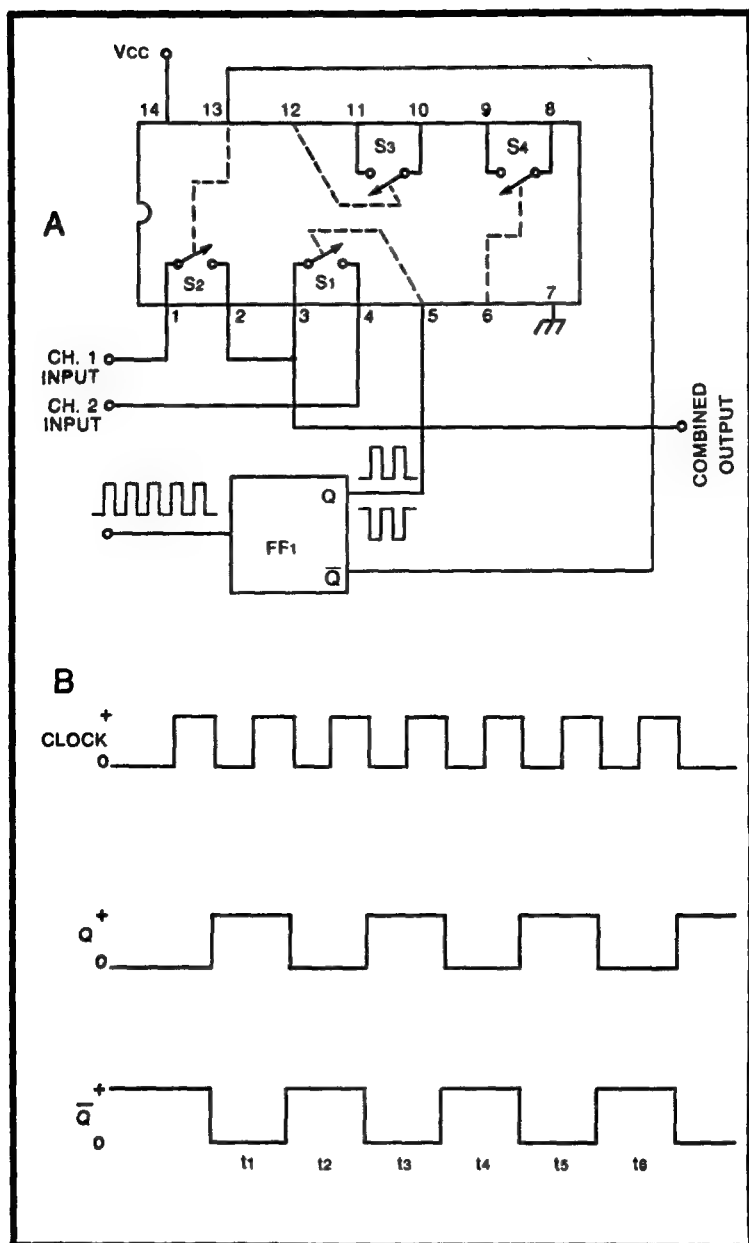 Vcc
14 13 12 11 10 9 8
S3 S4
A
S2 S1
7
1 2 3 4 5 6
CH. 1
INPUT
CH. 2
INPUT
COMBINED
OUTPUT
Q
FF1
Q̅
B
+
CLOCK
0
+
Q
0
+
Q̅
0
t1 t2 t3 t4 t5 t6